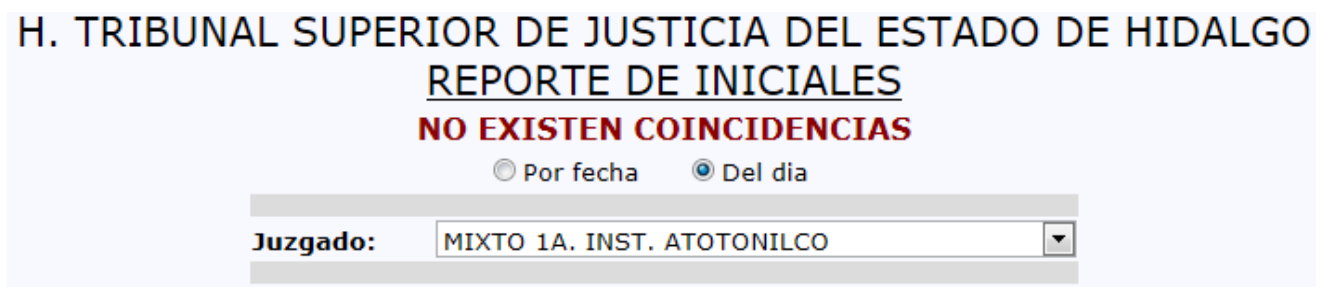 H. TRIBUNAL SUPERIOR DE JUSTICIA DEL ESTADO DE HIDALGO
REPORTE DE INICIALES
NO EXISTEN COINCIDENCIAS
Por fecha Del dia
Juzgado: MIXTO 1A. INST. ATOTONILCO